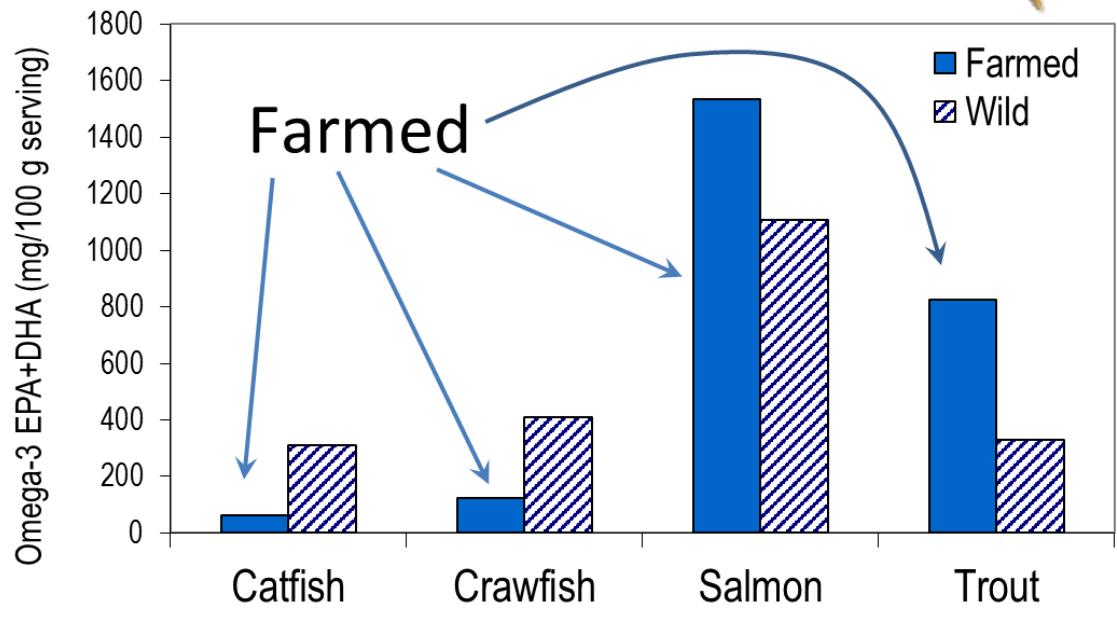 Omega-3 EPA+DHA (mg/100 g serving)
1800
1600
1400
1200
1000
800
600
400
200
0
Farmed
Farmed
Wild
Catfish
Crawfish
Salmon
Trout